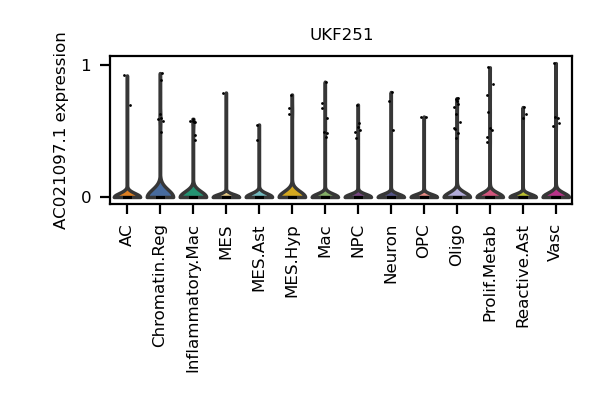 UKF251
AC021097.1 expression
1
0
AC
Chromatin.Reg
Inflammatory.Mac
MES
MES.Ast
MES.Hyp
Mac
NPC
Neuron
OPC
Oligo
Prolif.Metab
Reactive.Ast
Vasc